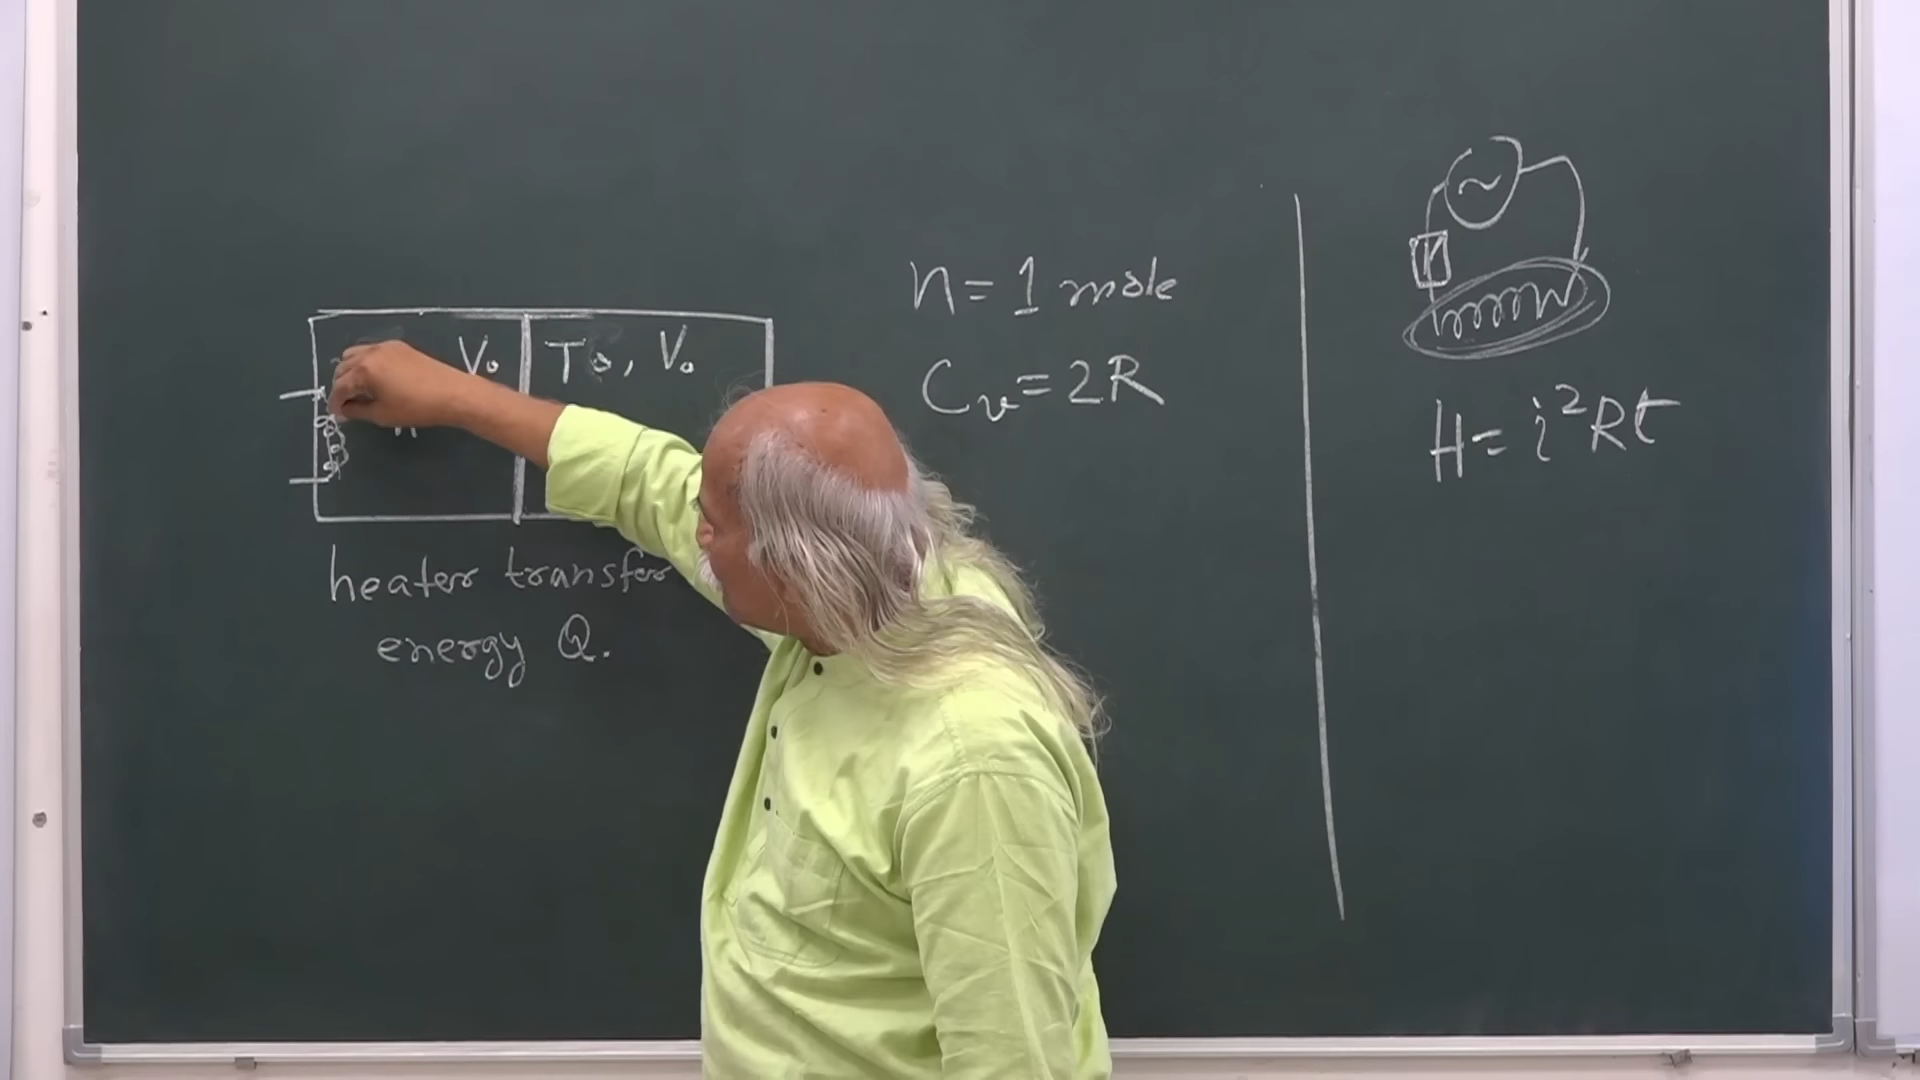 V₀ T₀, V₀
heater transfer
energy Q.
n = 1 mole
Cᵥ = 2R
~
H = i²Rt